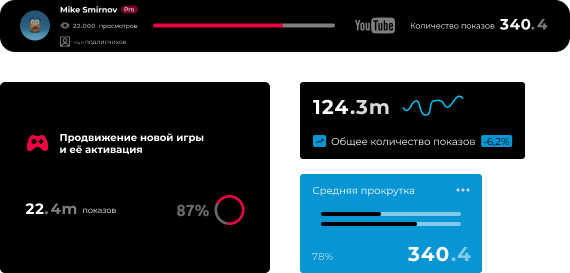 Mike Smirnov Pro
22.000 просмотров
подписчиков
YouTube
Количество показов 340.4
Продвижение новой игры
и её активация
22.4m показов
87%
124.3m
Общее количество показов -6,2%
Средняя прокрутка
78% 340.4